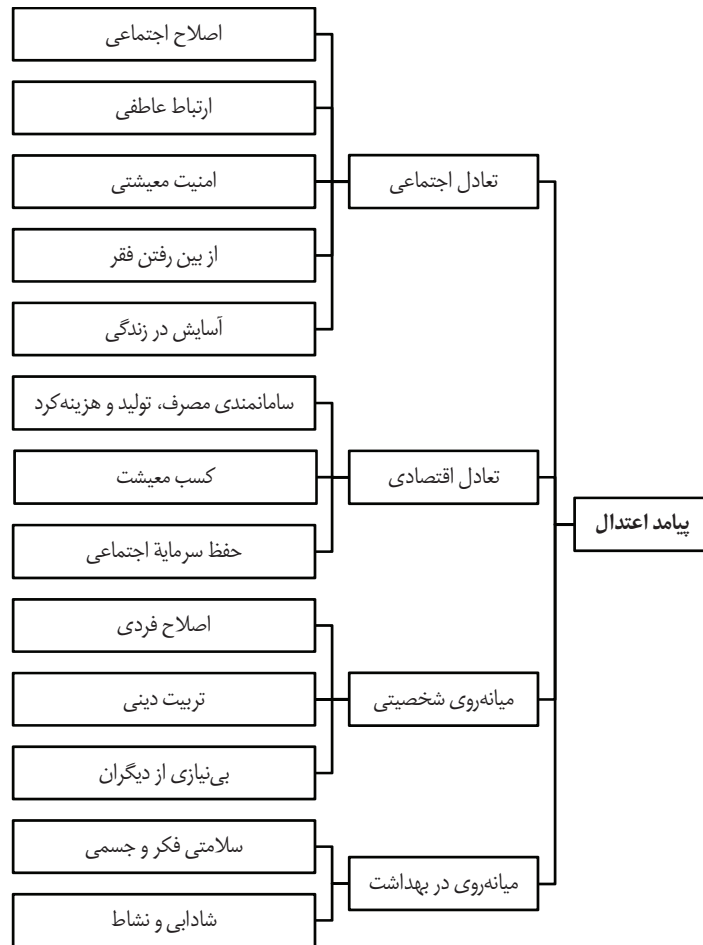 پیامد اعتدال
تعادل اجتماعی
اصلاح اجتماعی
ارتباط عاطفی
امنیت معیشتی
از بین رفتن فقر
آسایش در زندگی
تعادل اقتصادی
سامانمندی مصرف، تولید و هزینه‌کرد
کسب معیشت
حفظ سرمایة اجتماعی
میانه‌روی شخصیتی
اصلاح فردی
تربیت دینی
بی‌نیازی از دیگران
میانه‌روی در بهداشت
سلامتی فکر و جسمی
شادابی و نشاط